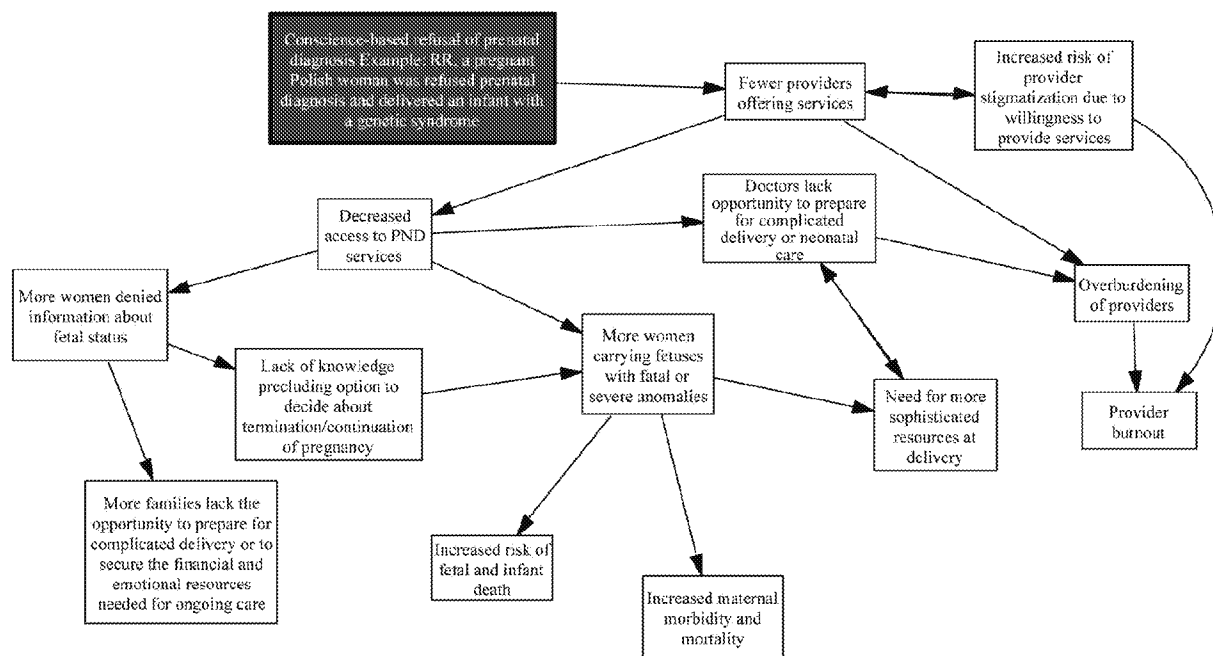 Conscience-based refusal of prenatal
diagnosis Example: RR, a pregnant
Polish woman was refused prenatal
diagnosis and delivered an infant with
a genetic syndrome
Fewer providers
offering services
Increased risk of
provider
stigmatization due to
willingness to
provide services
Decreased
access to PND
services
Doctors lack
opportunity to prepare
for complicated
delivery or neonatal
care
More women denied
information about
fetal status
Overburdening
of providers
Lack of knowledge
precluding option to
decide about
termination/continuation
of pregnancy
More women
carrying fetuses
with fatal or
severe anomalies
Need for more
sophisticated
resources at
delivery
Provider
burnout
More families lack the
opportunity to prepare for
complicated delivery or to
secure the financial and
emotional resources
needed for ongoing care
Increased risk of
fetal and infant
death
Increased maternal
morbidity and
mortality